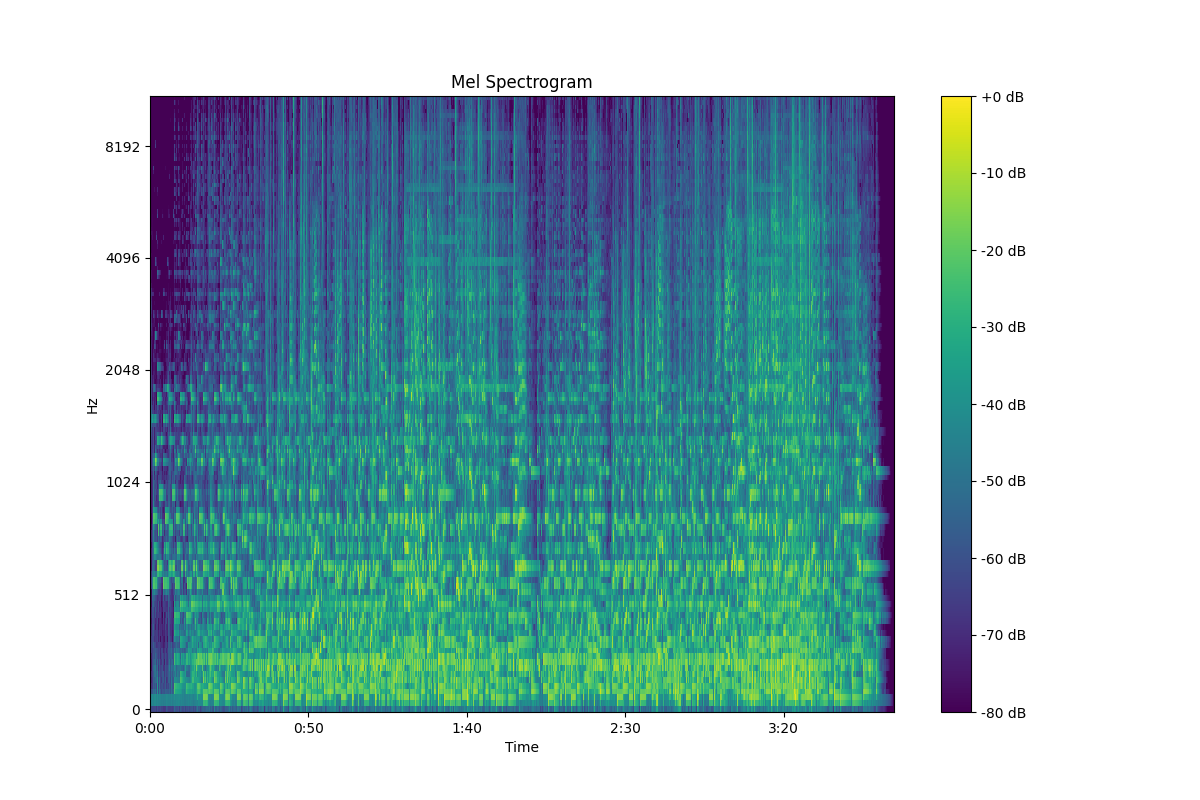 Mel Spectrogram
+0 dB
8192
-10 dB
-20 dB
4096
-30 dB
2048
-40 dB
Hz
1024
-50 dB
-60 dB
512
-70 dB
0
-80 dB
0:00 0:50 1:40 2:30 3:20
Time